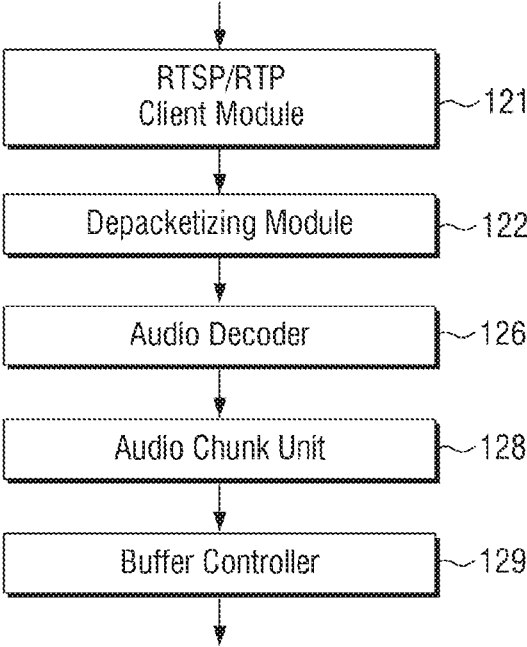 RTSP/RTP
Client Module
121
Depacketizing Module
122
Audio Decoder
126
Audio Chunk Unit
128
Buffer Controller
129